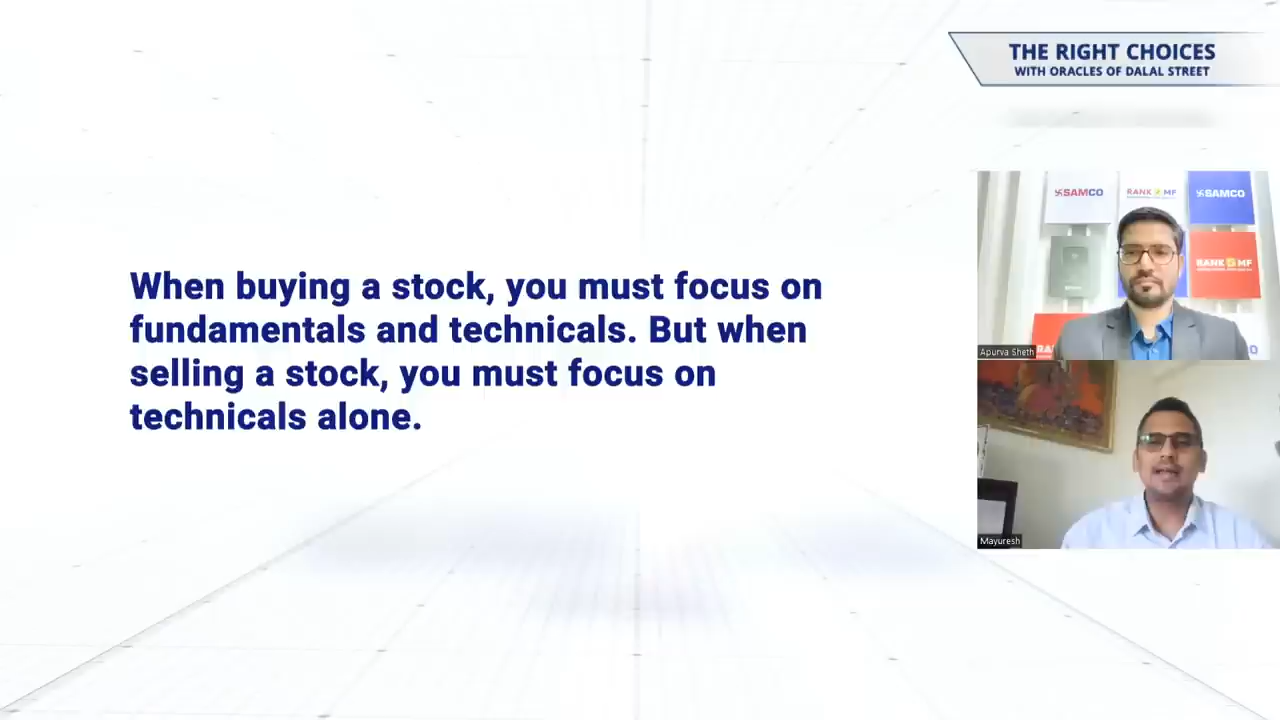 THE RIGHT CHOICES
WITH ORACLES OF DALAL STREET
When buying a stock, you must focus on
fundamentals and technicals. But when
selling a stock, you must focus on
technicals alone.
SAMCO
RANK MF
SAMCO
RANK MF
Apurva Sheth
Mayuresh